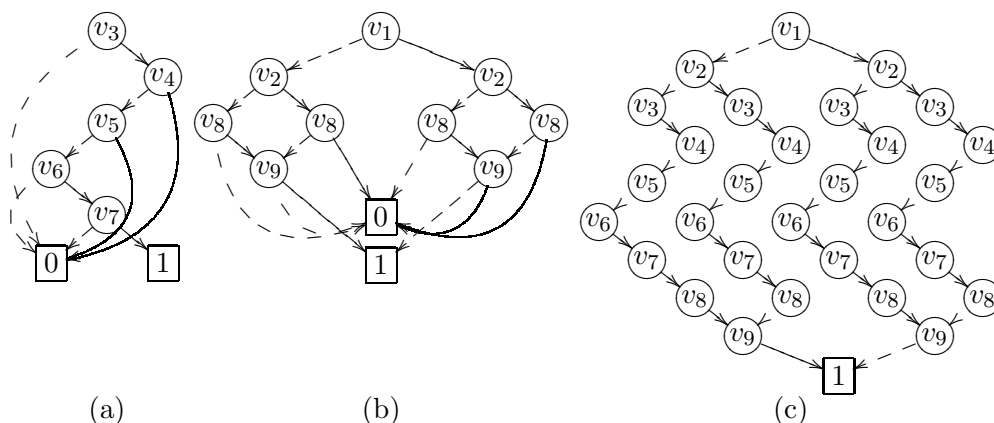 v1 v1
v3
v2 v2 v2 v2
v4
v3 v3 v3 v3
v5 v8 v8 v8 v8
v4 v4 v4 v4
v6 v9 v9
v5 v5 v5 v5
v7 0
v6 v6 v6 v6
0 1 1
v7 v7 v7 v7
v8 v8 v8 v8
v9 v9
1
(a) (b) (c)